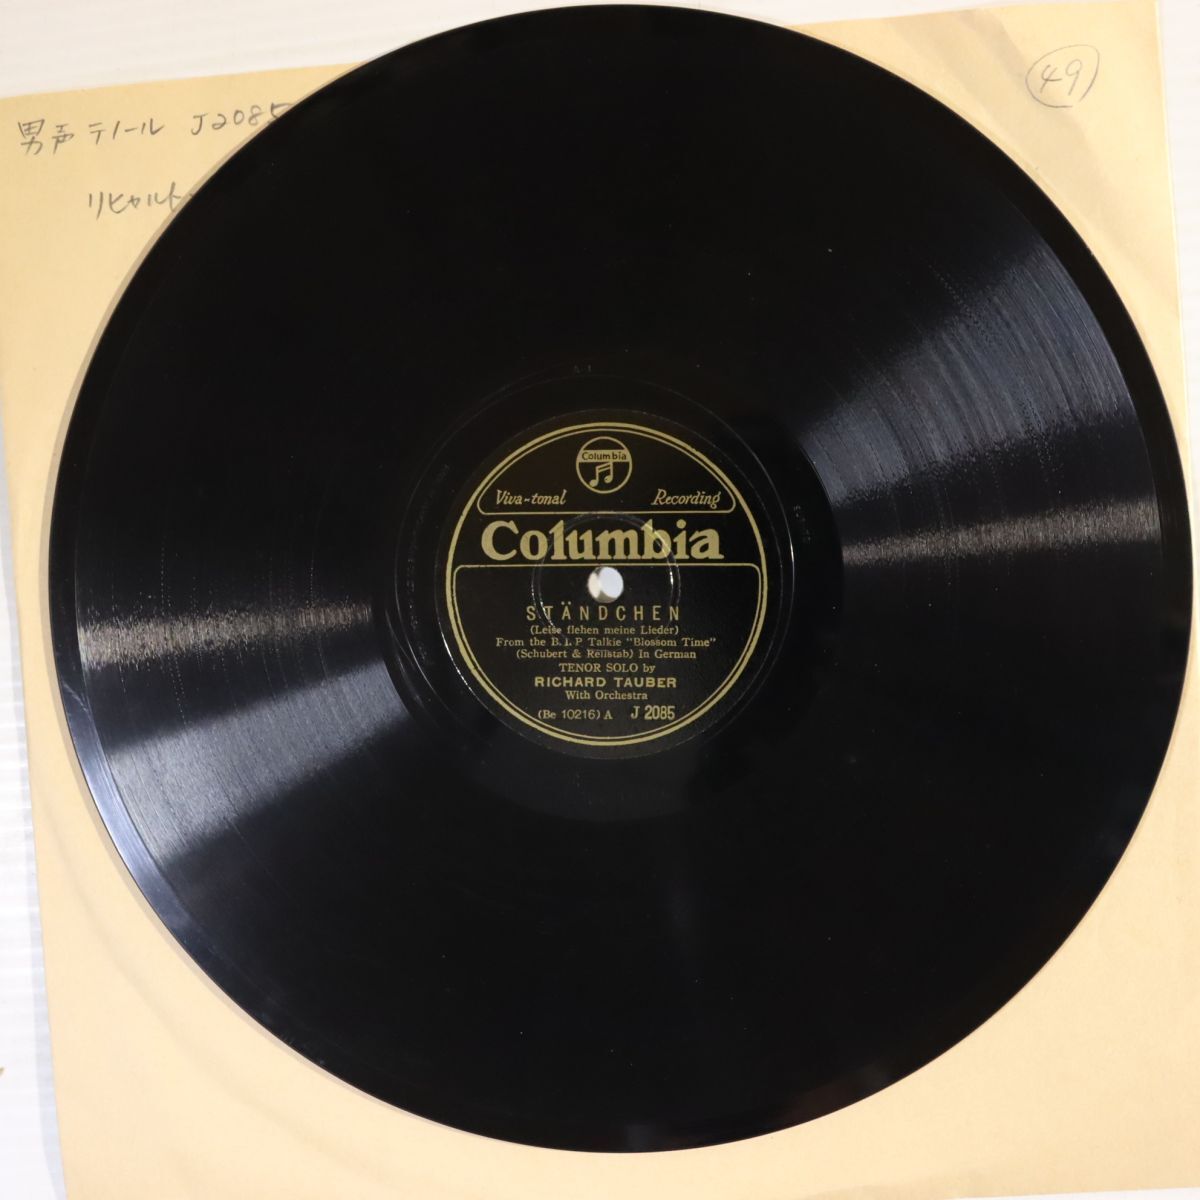 男声 テノール J2085
リヒャルト
49
Columbia
Viva-tonal Recording
Columbia
STÄNDCHEN
(Leise flehen meine Lieder)
From the B.I.P Talkie "Blossom Time"
(Schubert & Rellstab) In German
TENOR SOLO by
RICHARD TAUBER
With Orchestra
(Be 10216) A J 2085